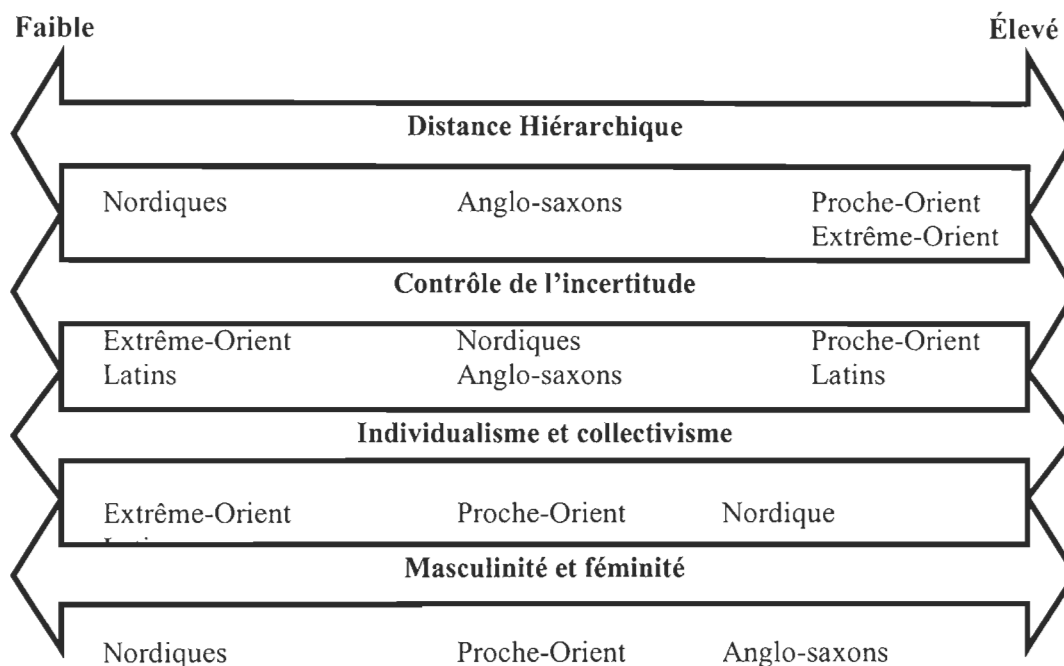 Faible Élevé
Distance Hiérarchique
Nordiques Anglo-saxons Proche-Orient
Extrême-Orient
Contrôle de l'incertitude
Extrême-Orient Nordiques Proche-Orient
Latins Anglo-saxons Latins
Individualisme et collectivisme
Extrême-Orient Proche-Orient Nordique
Masculinité et féminité
Nordiques Proche-Orient Anglo-saxons